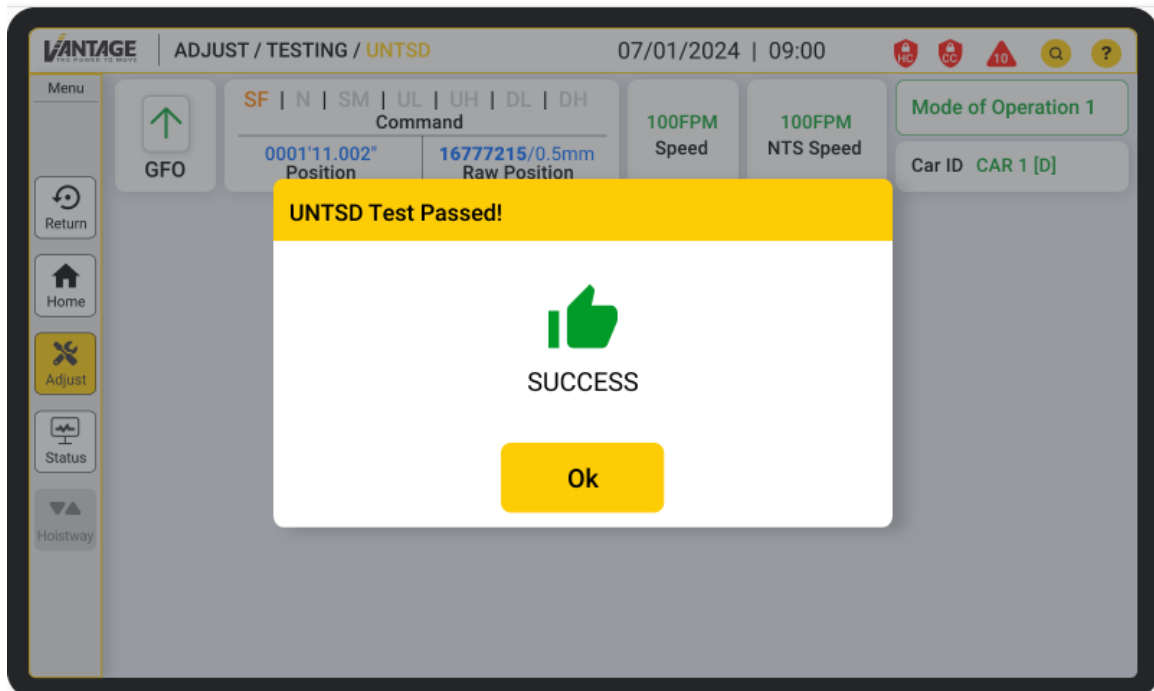 VANTAGE
THE POWER TO MOVE
ADJUST / TESTING / UNTSD
07/01/2024 | 09:00
HC
CC
10
?
Menu
Return
Home
Adjust
Status
Hoistway
GFO
SF | N | SM | UL | UH | DL | DH
Command
0001'11.002"
Position
16777215/0.5mm
Raw Position
100FPM
Speed
100FPM
NTS Speed
Mode of Operation 1
Car ID CAR 1 [D]
UNTSD Test Passed!
SUCCESS
Ok